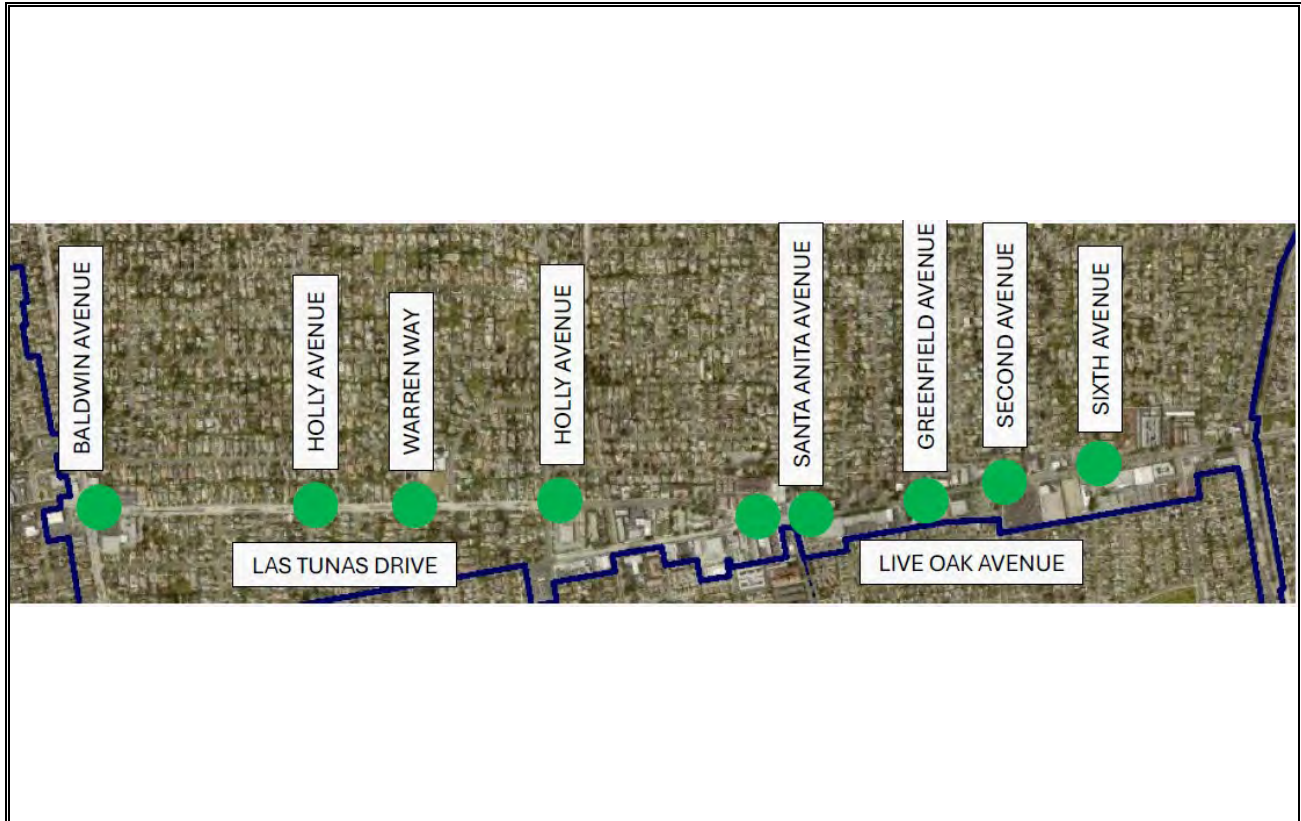 BALDWIN AVENUE
HOLLY AVENUE
WARREN WAY
HOLLY AVENUE
SANTA ANITA AVENUE
GREENFIELD AVENUE
SECOND AVENUE
SIXTH AVENUE
LAS TUNAS DRIVE
LIVE OAK AVENUE